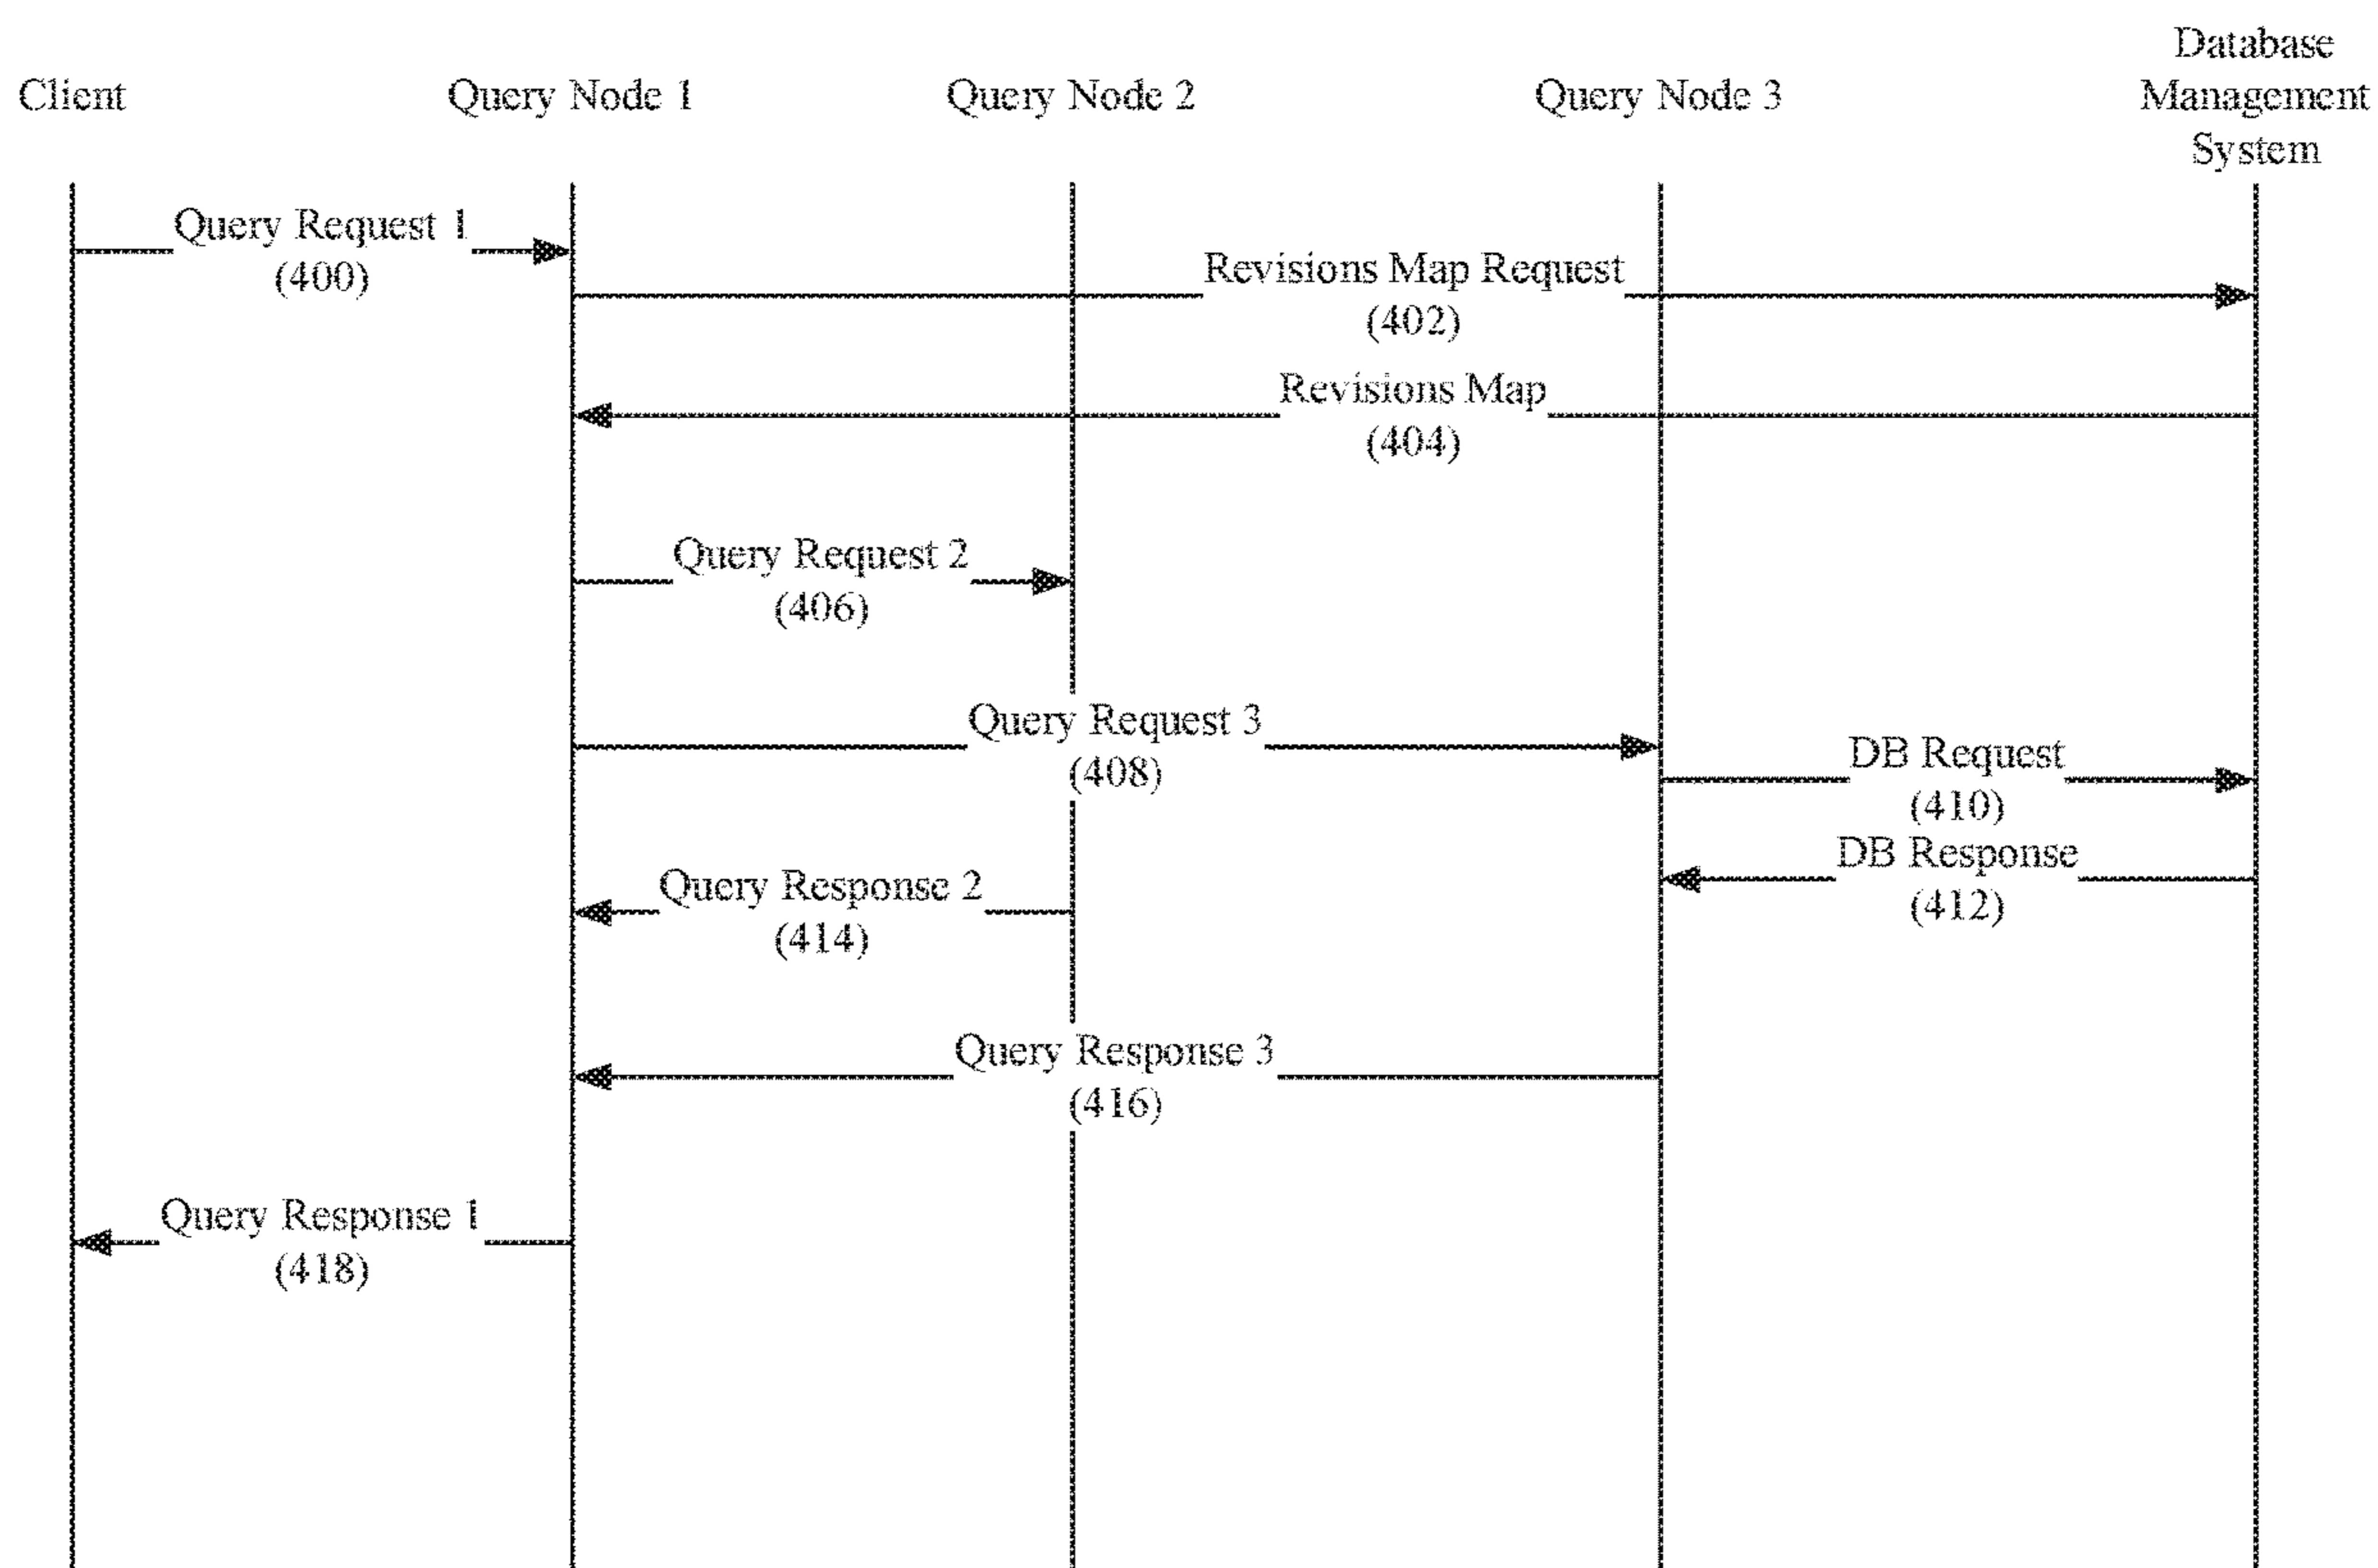 Client
Query Node 1
Query Node 2
Query Node 3
Database
Management
System
Query Request 1
(400)
Revisions Map Request
(402)
Revisions Map
(404)
Query Request 2
(406)
Query Request 3
(408)
DB Request
(410)
DB Response
(412)
Query Response 2
(414)
Query Response 3
(416)
Query Response 1
(418)